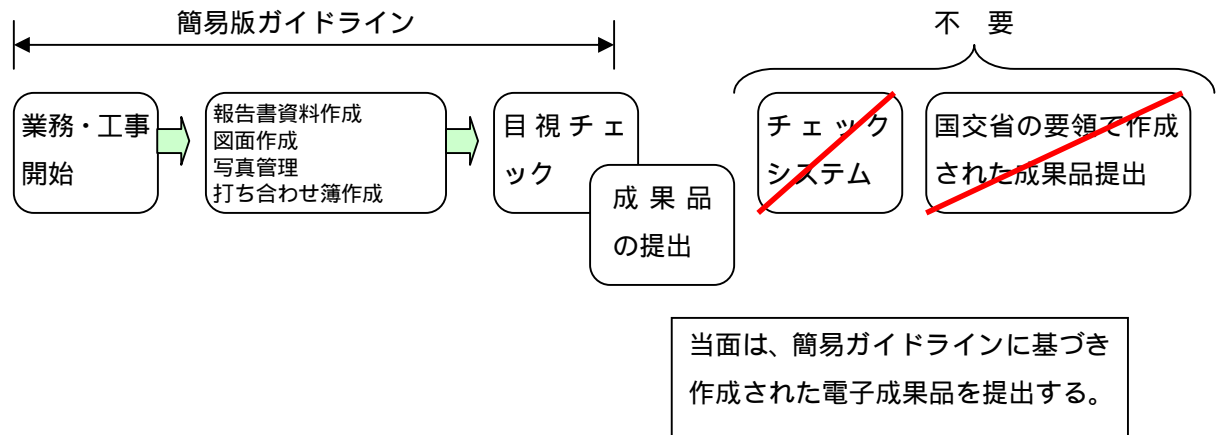 簡易版ガイドライン
不 要
業務・工事
開始
報告書資料作成
図面作成
写真管理
打ち合わせ簿作成
目視チェ
ック
成果品
の提出
チェック
システム
国交省の要領で作成
された成果品提出
当面は、簡易ガイドラインに基づき
作成された電子成果品を提出する。